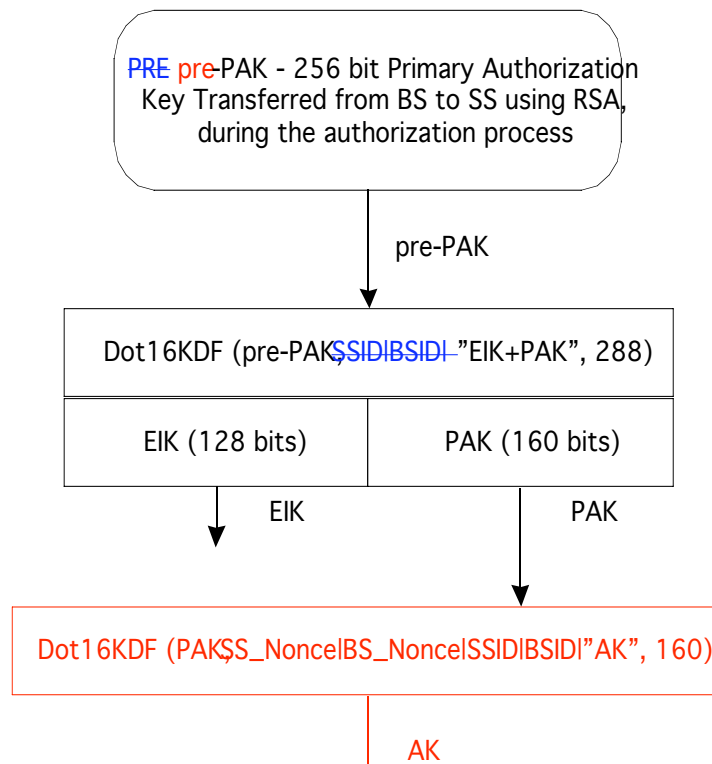 PRE pre-PAK - 256 bit Primary Authorization
Key Transferred from BS to SS using RSA,
during the authorization process
pre-PAK
Dot16KDF (pre-PAK, SSID|BSID| ”EIK+PAK”, 288)
EIK (128 bits)
PAK (160 bits)
EIK
PAK
Dot16KDF (PAK, SS_Nonce|BS_Nonce|SSID|BSID|”AK”, 160)
AK